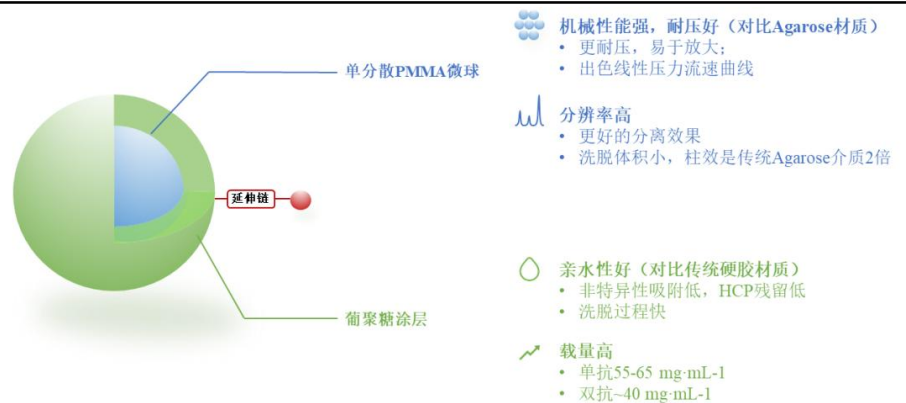 单分散PMMA微球
延伸链
葡聚糖涂层
机械性能强，耐压好（对比Agarose材质）
• 更耐压，易于放大；
• 出色线性压力流速曲线
分辨率高
• 更好的分离效果
• 洗脱体积小，柱效是传统Agarose介质2倍
亲水性好（对比传统硬胶材质）
• 非特异性吸附低，HCP残留低
• 洗脱过程快
载量高
• 单抗55-65 mg·mL-1
• 双抗~40 mg·mL-1